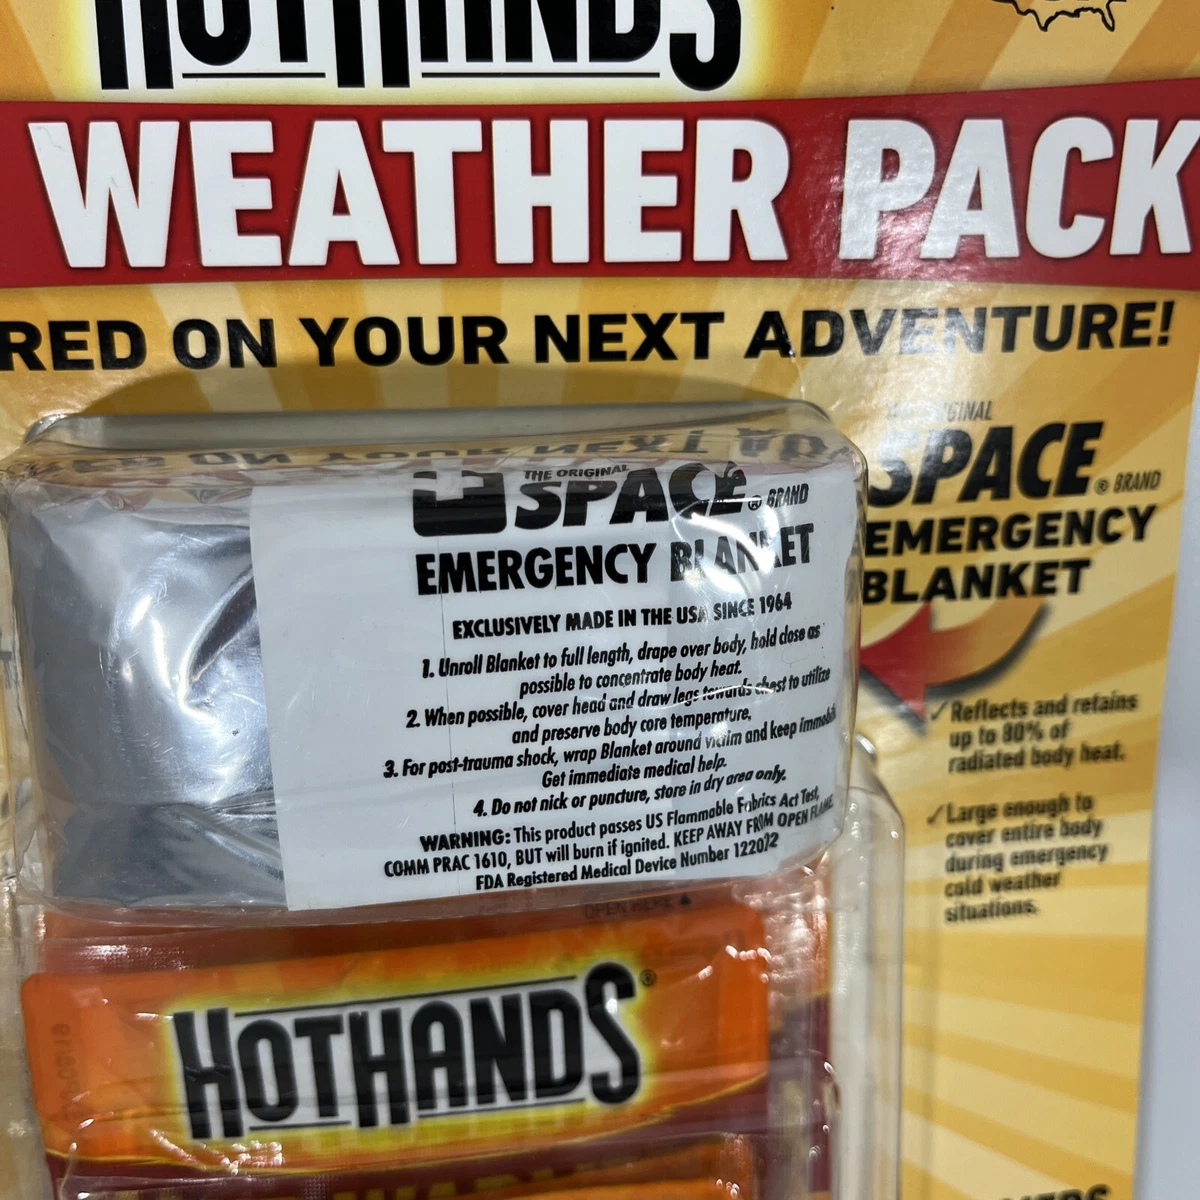 HOTHANDS
WEATHER PACK
RED ON YOUR NEXT ADVENTURE!
THE ORIGINAL
SPACE® BRAND
EMERGENCY BLANKET
EXCLUSIVELY MADE IN THE USA SINCE 1964
1. Unroll Blanket to full length, drape over body, hold close as
possible to concentrate body heat.
2. When possible, cover head and draw legs towards chest to utilize
and preserve body core temperature.
3. For post-trauma shock, wrap Blanket around victim and keep immobil
Get immediate medical help.
4. Do not nick or puncture, store in dry area only.
WARNING: This product passes US Flammable Fabrics Act Test,
COMM PRAC 1610, BUT will burn if ignited. KEEP AWAY FROM OPEN FLAME
FDA Registered Medical Device Number
SPACE® BRAND
EMERGENCY
BLANKET
✓Reflects and retains
up to 80% of
radiated body heat.
✓Large enough to
cover entire body
during emergency
cold weather
situations.
OPEN HERE ▲
HOTHANDS®